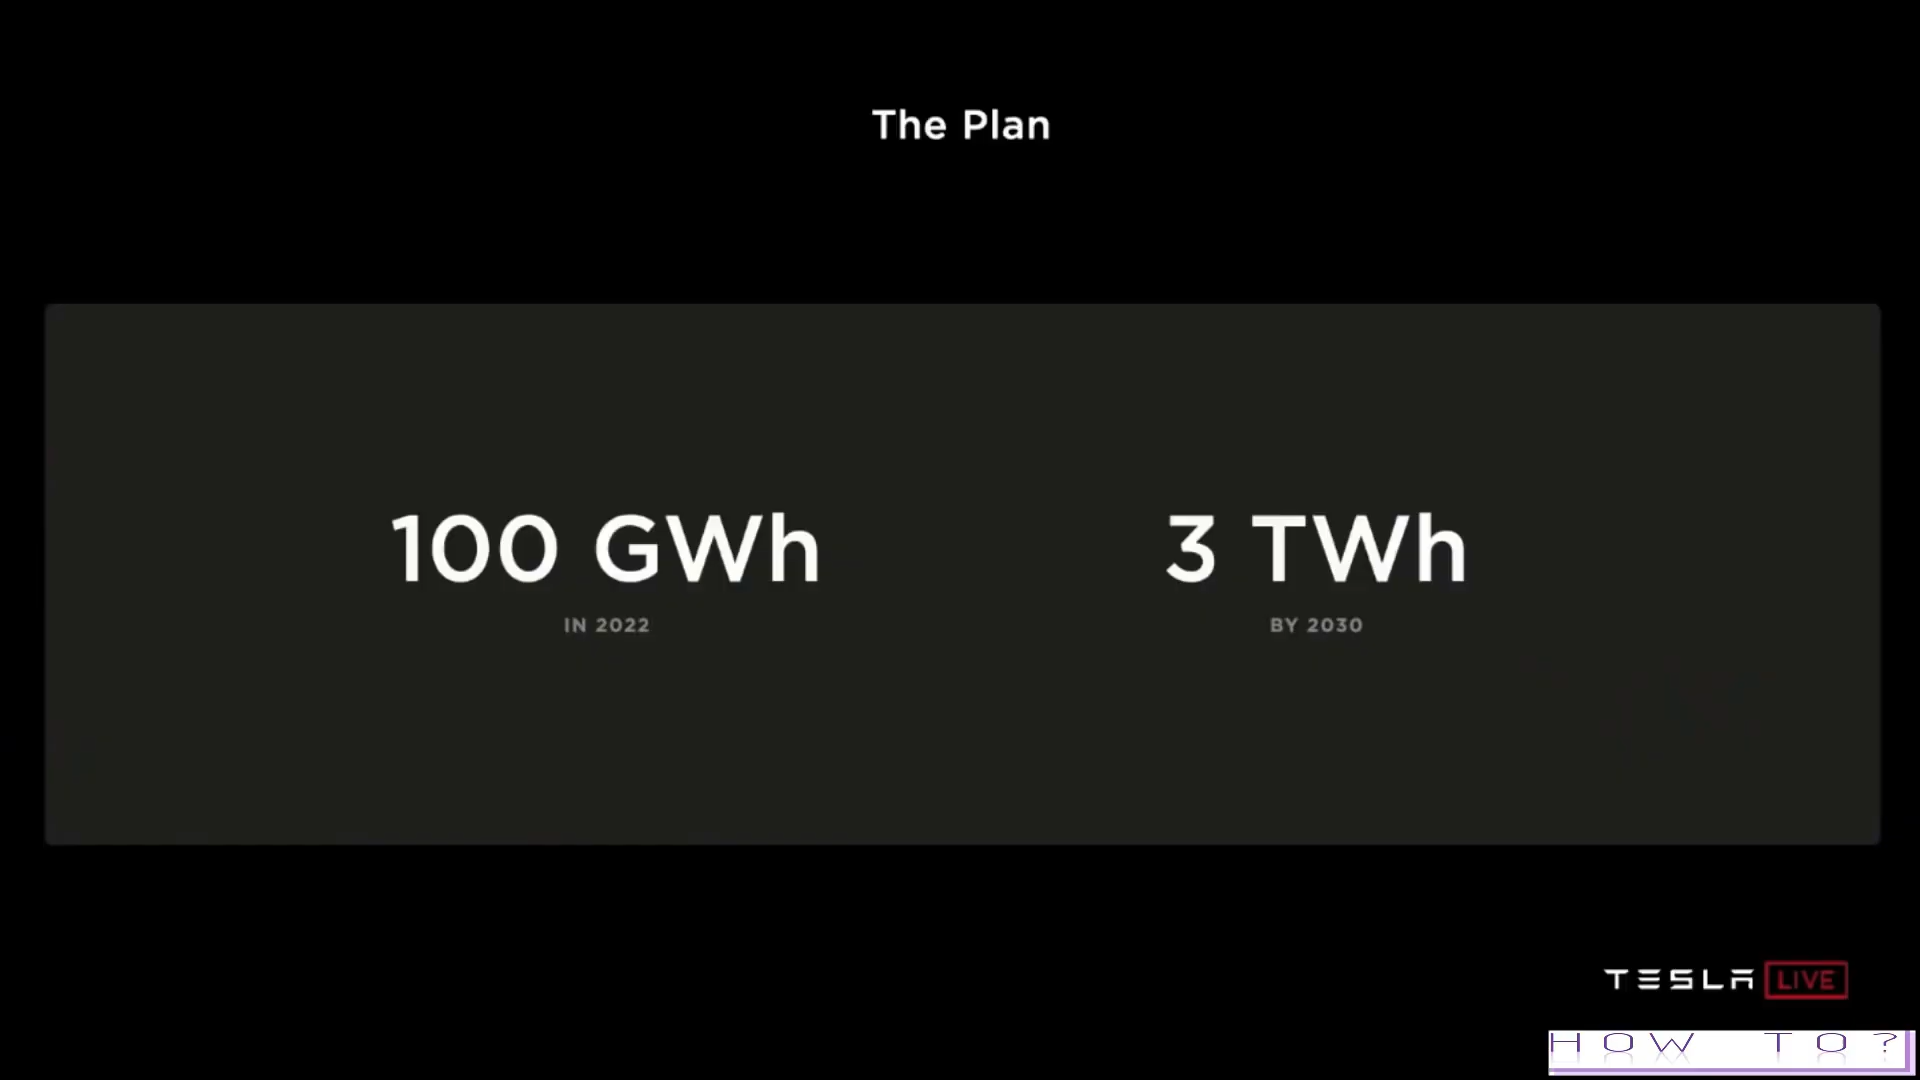 The Plan
100 GWh
IN 2022
3 TWh
BY 2030
TESLA LIVE
HOW TO?